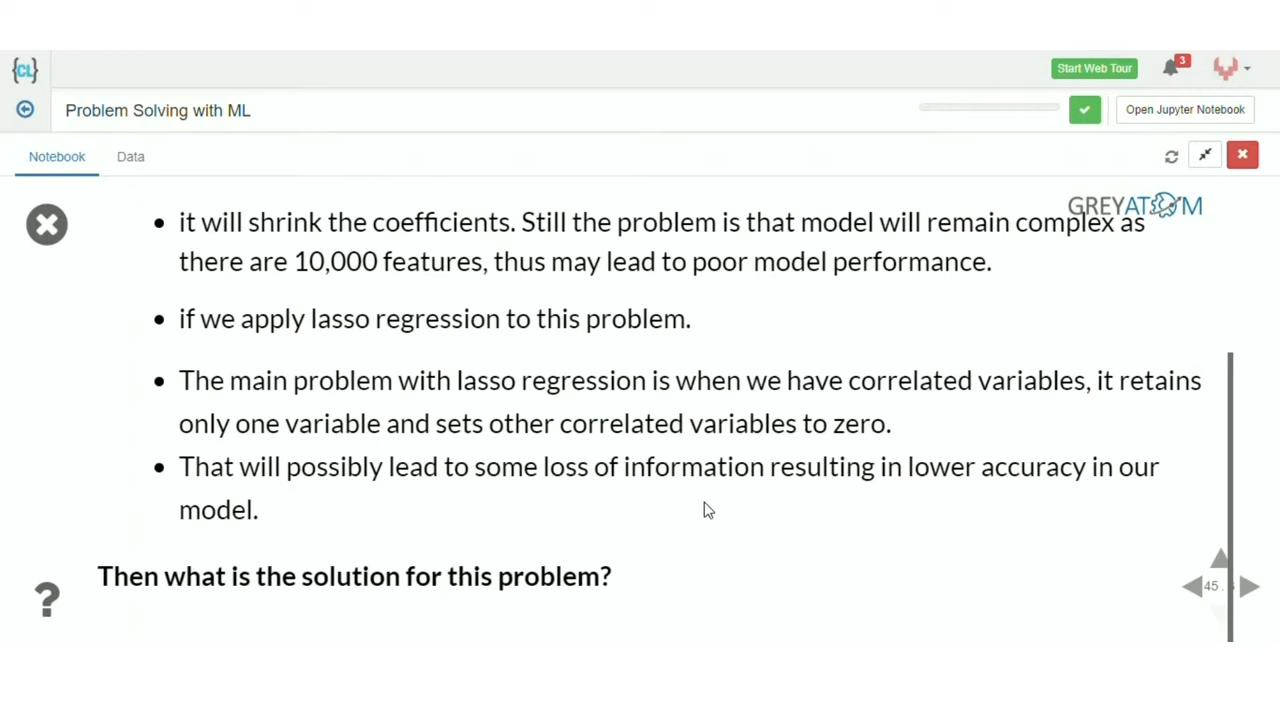 {CL}
Start Web Tour
3
Problem Solving with ML
Open Jupyter Notebook
Notebook
Data
GREYATOM
it will shrink the coefficients. Still the problem is that model will remain complex as
there are 10,000 features, thus may lead to poor model performance.
if we apply lasso regression to this problem.
The main problem with lasso regression is when we have correlated variables, it retains
only one variable and sets other correlated variables to zero.
That will possibly lead to some loss of information resulting in lower accuracy in our
model.
Then what is the solution for this problem?
?
45 .